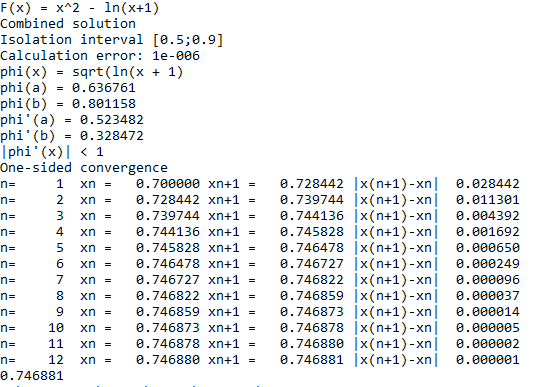 F(x) = x^2 - ln(x+1)
Combined solution
Isolation interval [0.5;0.9]
Calculation error: 1e-006
phi(x) = sqrt(ln(x + 1)
phi(a) = 0.636761
phi(b) = 0.801158
phi'(a) = 0.523482
phi'(b) = 0.328472
|phi'(x)| < 1
One-sided convergence
n= 1 xn = 0.700000 xn+1 = 0.728442 |x(n+1)-xn| 0.028442
n= 2 xn = 0.728442 xn+1 = 0.739744 |x(n+1)-xn| 0.011301
n= 3 xn = 0.739744 xn+1 = 0.744136 |x(n+1)-xn| 0.004392
n= 4 xn = 0.744136 xn+1 = 0.745828 |x(n+1)-xn| 0.001692
n= 5 xn = 0.745828 xn+1 = 0.746478 |x(n+1)-xn| 0.000650
n= 6 xn = 0.746478 xn+1 = 0.746727 |x(n+1)-xn| 0.000249
n= 7 xn = 0.746727 xn+1 = 0.746822 |x(n+1)-xn| 0.000096
n= 8 xn = 0.746822 xn+1 = 0.746859 |x(n+1)-xn| 0.000037
n= 9 xn = 0.746859 xn+1 = 0.746873 |x(n+1)-xn| 0.000014
n= 10 xn = 0.746873 xn+1 = 0.746878 |x(n+1)-xn| 0.000005
n= 11 xn = 0.746878 xn+1 = 0.746880 |x(n+1)-xn| 0.000002
n= 12 xn = 0.746880 xn+1 = 0.746881 |x(n+1)-xn| 0.000001
0.746881